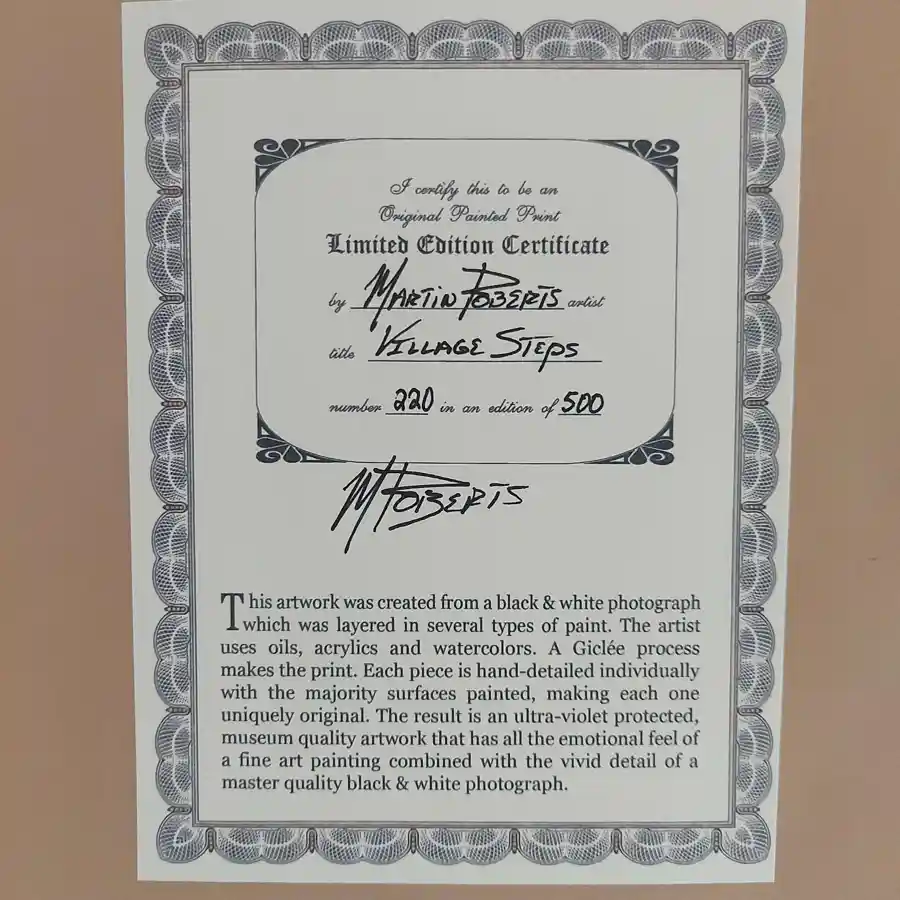 I certify this to be an
Original Painted Print
Limited Edition Certificate
by MARTIN ROBERTS artist
title VILLAGE STEPS
number 220 in an edition of 500
M ROBERTS
This artwork was created from a black & white photograph
which was layered in several types of paint. The artist
uses oils, acrylics and watercolors. A Giclée process
makes the print. Each piece is hand-detailed individually
with the majority surfaces painted, making each one
uniquely original. The result is an ultra-violet protected,
museum quality artwork that has all the emotional feel of
a fine art painting combined with the vivid detail of a
master quality black & white photograph.